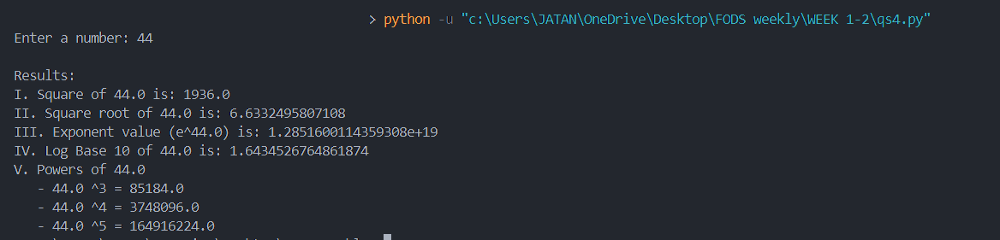 > python -u "c:\Users\JATAN\OneDrive\Desktop\FODS weekly\WEEK 1-2\qs4.py"
Enter a number: 44
Results:
I. Square of 44.0 is: 1936.0
II. Square root of 44.0 is: 6.6332495807108
III. Exponent value (e^44.0) is: 1.2851600114359308e+19
IV. Log Base 10 of 44.0 is: 1.6434526764861874
V. Powers of 44.0
- 44.0 ^3 = 85184.0
- 44.0 ^4 = 3748096.0
- 44.0 ^5 = 164916224.0